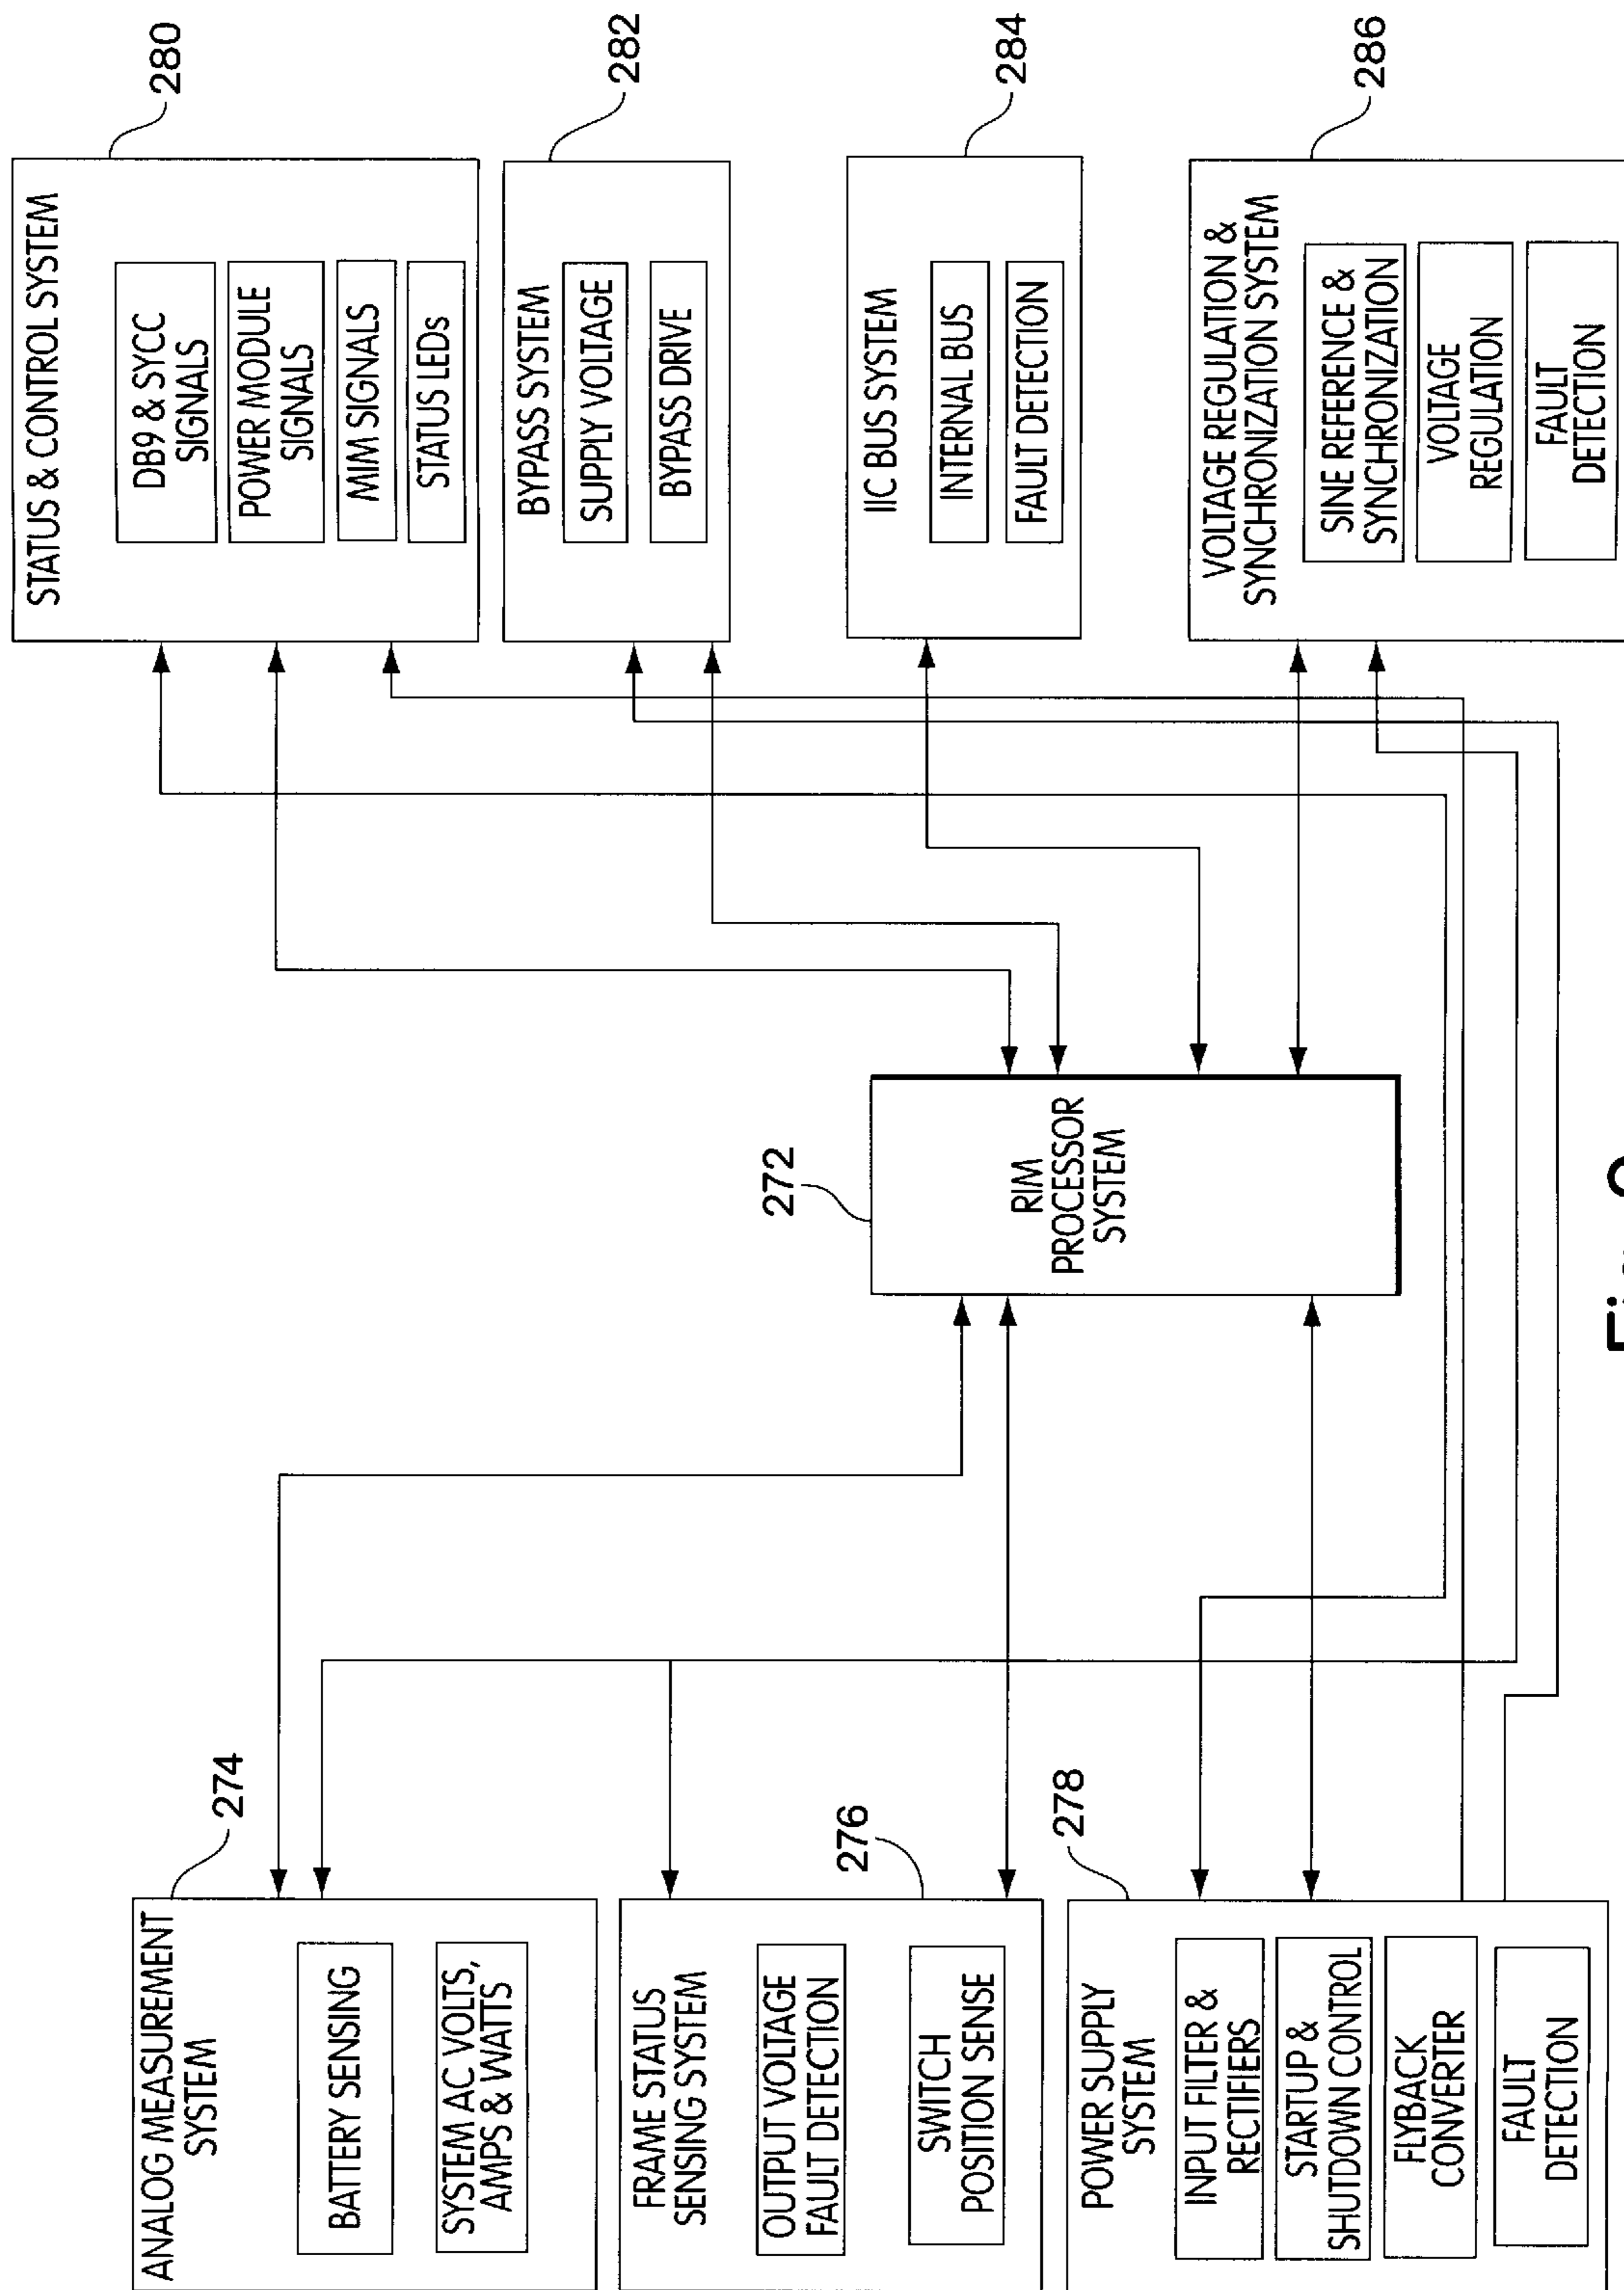 ANALOG MEASUREMENT
SYSTEM
BATTERY SENSING
SYSTEM AC VOLTS,
AMPS & WATTS
274
FRAME STATUS
SENSING SYSTEM
OUTPUT VOLTAGE
FAULT DETECTION
SWITCH
POSITION SENSE
276
POWER SUPPLY
SYSTEM
INPUT FILTER &
RECTIFIERS
STARTUP &
SHUTDOWN CONTROL
FLYBACK
CONVERTER
FAULT
DETECTION
278
272
RIM
PROCESSOR
SYSTEM
STATUS & CONTROL SYSTEM
DB9 & SYCC
SIGNALS
POWER MODULE
SIGNALS
MIM SIGNALS
STATUS LEDs
280
BYPASS SYSTEM
SUPPLY VOLTAGE
BYPASS DRIVE
282
IIC BUS SYSTEM
INTERNAL BUS
FAULT DETECTION
284
VOLTAGE REGULATION &
SYNCHRONIZATION SYSTEM
SINE REFERENCE &
SYNCHRONIZATION
VOLTAGE
REGULATION
FAULT
DETECTION
286